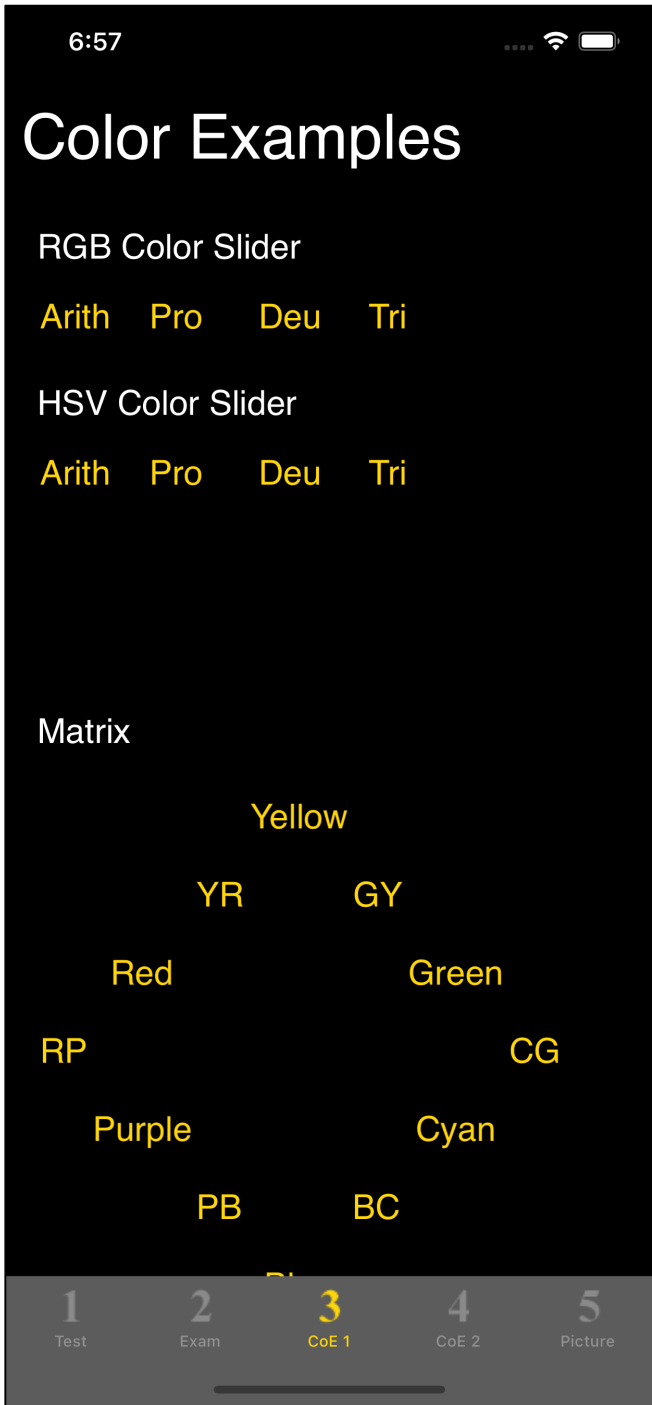 6:57
Color Examples
RGB Color Slider
Arith Pro Deu Tri
HSV Color Slider
Arith Pro Deu Tri
Matrix
Yellow
YR GY
Red Green
RP CG
Purple Cyan
PB BC
1 2 3 4 5
Test Exam CoE 1 CoE 2 Picture